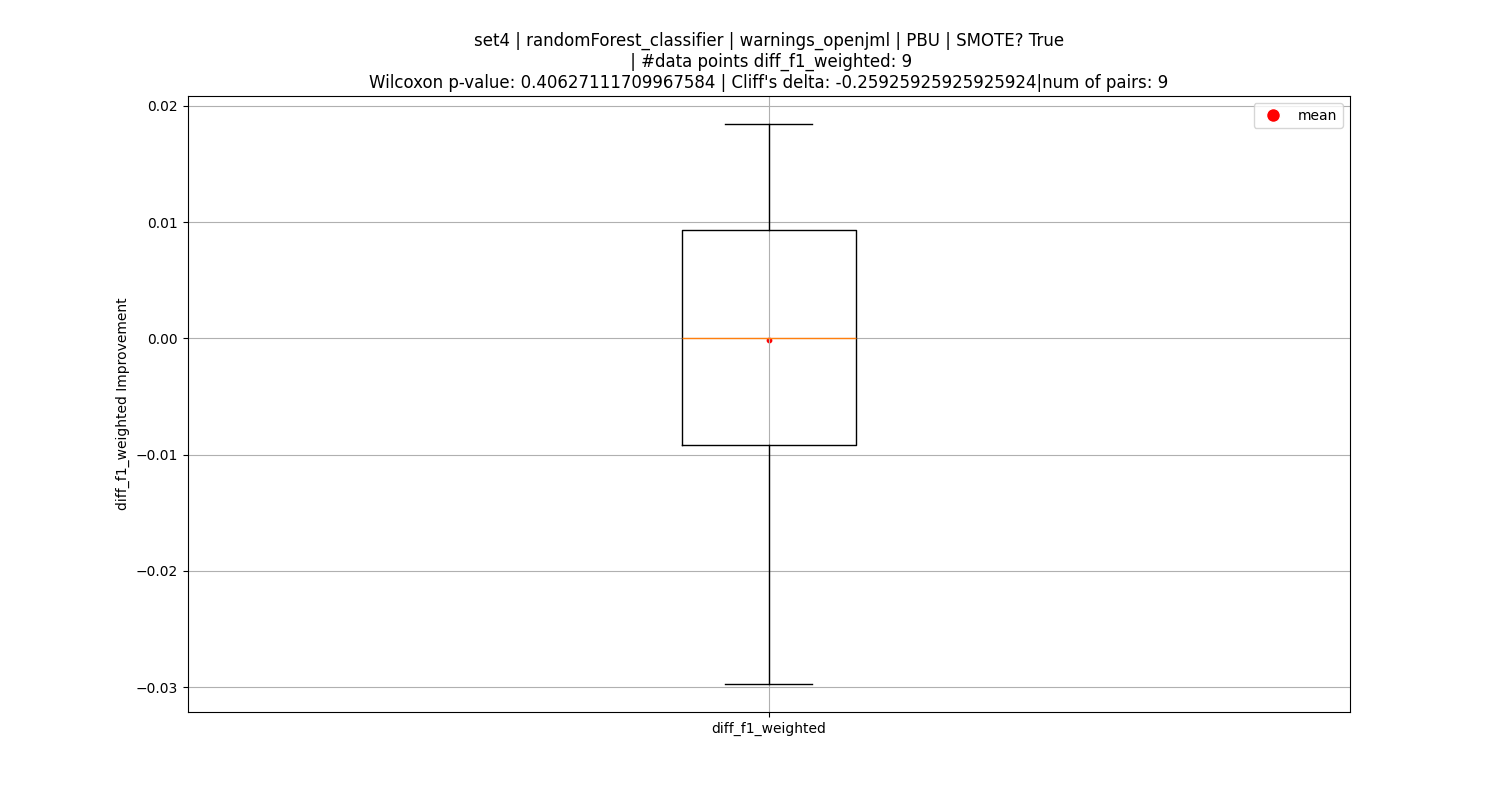 set4 | randomForest_classifier | warnings_openjml | PBU | SMOTE? True
| #data points diff_f1_weighted: 9
Wilcoxon p-value: 0.40627111709967584 | Cliff's delta: -0.25925925925925924|num of pairs: 9
mean
0.02
0.01
0.00
−0.01
−0.02
−0.03
diff_f1_weighted Improvement
diff_f1_weighted